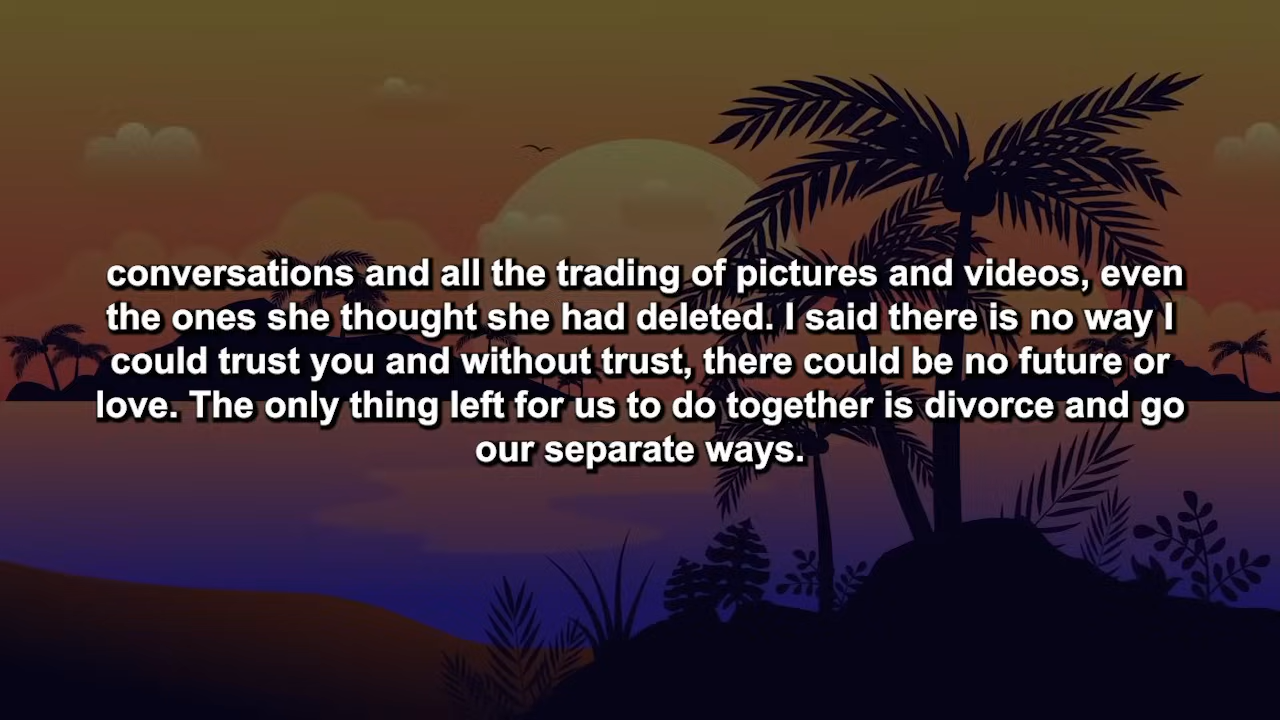 conversations and all the trading of pictures and videos, even
the ones she thought she had deleted. I said there is no way I
could trust you and without trust, there could be no future or
love. The only thing left for us to do together is divorce and go
our separate ways.